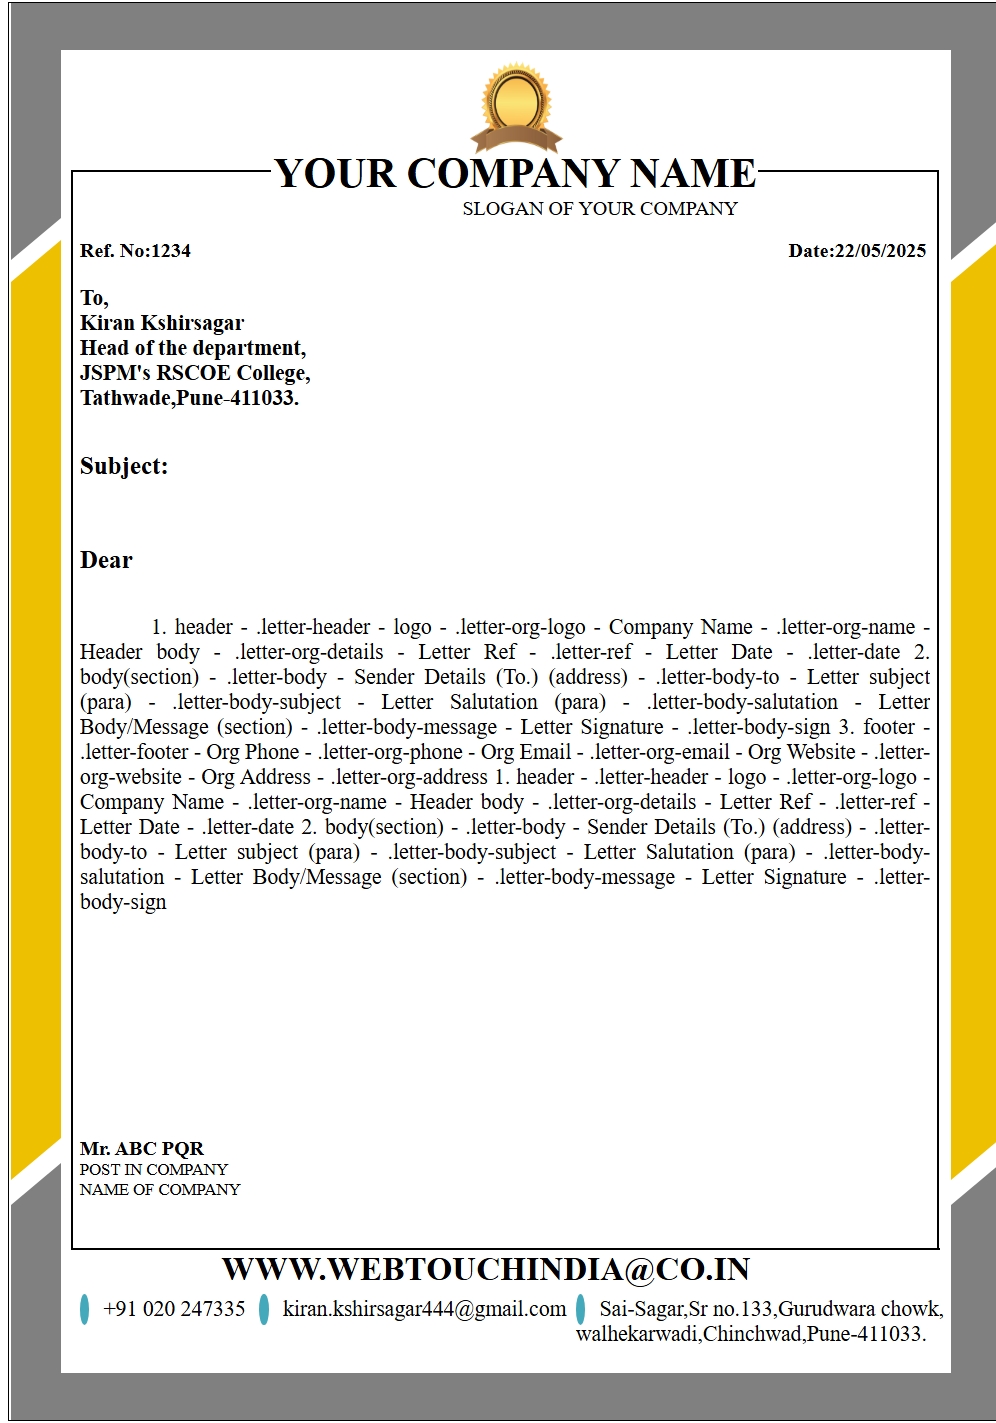 YOUR COMPANY NAME
SLOGAN OF YOUR COMPANY
Ref. No:1234 Date:22/05/2025
To,
Kiran Kshirsagar
Head of the department,
JSPM's RSCOE College,
Tathwade,Pune-411033.
Subject:
Dear
1. header - .letter-header - logo - .letter-org-logo - Company Name - .letter-org-name -
Header body - .letter-org-details - Letter Ref - .letter-ref - Letter Date - .letter-date 2.
body(section) - .letter-body - Sender Details (To.) (address) - .letter-body-to - Letter subject
(para) - .letter-body-subject - Letter Salutation (para) - .letter-body-salutation - Letter
Body/Message (section) - .letter-body-message - Letter Signature - .letter-body-sign 3. footer -
.letter-footer - Org Phone - .letter-org-phone - Org Email - .letter-org-email - Org Website - .letter-
org-website - Org Address - .letter-org-address 1. header - .letter-header - logo - .letter-org-logo -
Company Name - .letter-org-name - Header body - .letter-org-details - Letter Ref - .letter-ref -
Letter Date - .letter-date 2. body(section) - .letter-body - Sender Details (To.) (address) - .letter-
body-to - Letter subject (para) - .letter-body-subject - Letter Salutation (para) - .letter-body-
salutation - Letter Body/Message (section) - .letter-body-message - Letter Signature - .letter-
body-sign
Mr. ABC PQR
POST IN COMPANY
NAME OF COMPANY
WWW.WEBTOUCHINDIA@CO.IN
+91 020 247335 kiran.kshirsagar444@gmail.com Sai-Sagar,Sr no.133,Gurudwara chowk,
walhekarwadi,Chinchwad,Pune-411033.